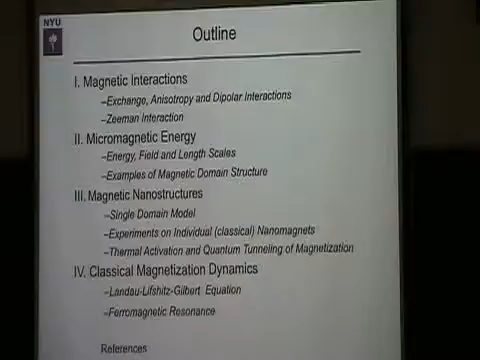 NYU
Outline
I. Magnetic Interactions
–Exchange, Anisotropy and Dipolar Interactions
–Zeeman Interaction
II. Micromagnetic Energy
–Energy, Field and Length Scales
–Examples of Magnetic Domain Structure
III. Magnetic Nanostructures
–Single Domain Model
–Experiments on Individual (classical) Nanomagnets
–Thermal Activation and Quantum Tunneling of Magnetization
IV. Classical Magnetization Dynamics
–Landau-Lifshitz-Gilbert Equation
–Ferromagnetic Resonance
References